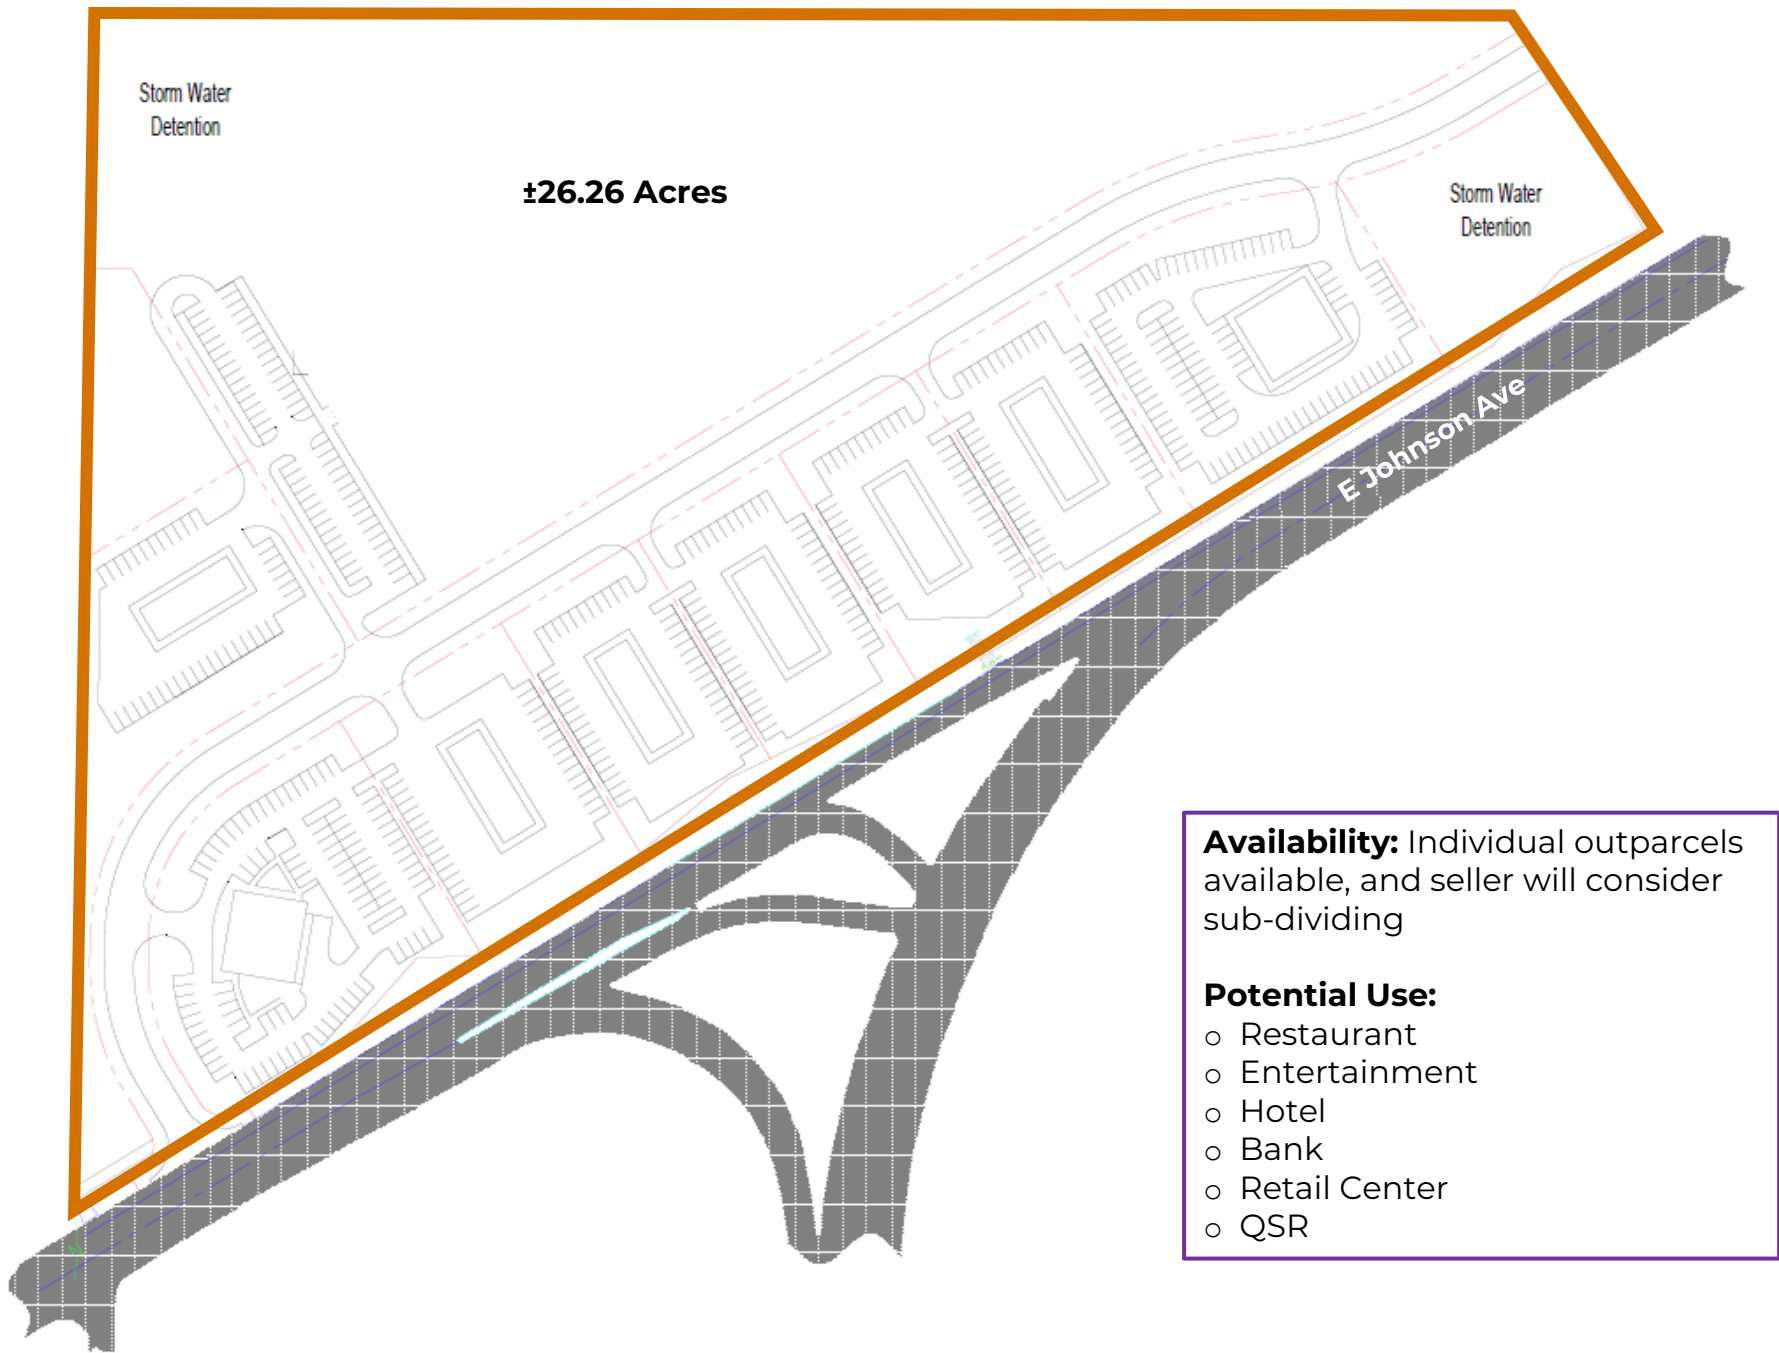 Storm Water
Detention
±26.26 Acres
Storm Water
Detention
E Johnson Ave
Availability: Individual outparcels
available, and seller will consider
sub-dividing
Potential Use:
○ Restaurant
○ Entertainment
○ Hotel
○ Bank
○ Retail Center
○ QSR